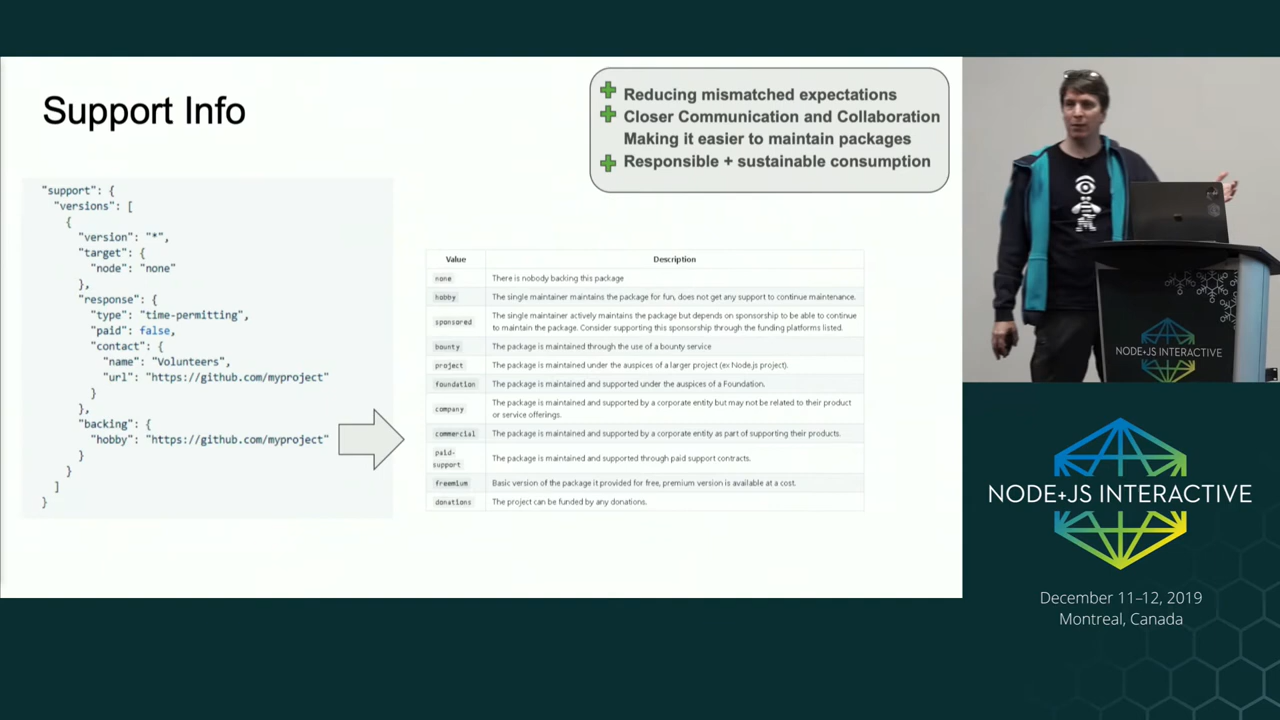 Support Info
Reducing mismatched expectations
Closer Communication and Collaboration
Making it easier to maintain packages
Responsible + sustainable consumption
"support": {
"versions": [
{
"version": "*",
"target": {
"node": "none"
},
"response": {
"type": "time-permitting",
"paid": false,
"contact": {
"name": "Volunteers",
"url": "https://github.com/myproject"
}
},
"backing": {
"hobby": "https://github.com/myproject"
}
}
]
}
Value Description
none There is nobody backing this package
hobby The single maintainer maintains the package for fun, does not get any support to continue maintenance.
sponsored The single maintainer actively maintains the package but depends on sponsorship to be able to continue
to maintain the package. Consider supporting this sponsorship through the funding platforms listed.
bounty The package is maintained through the use of a bounty service
project The package is maintained under the auspices of a larger project (ex Node.js project).
foundation The package is maintained and supported under the auspices of a Foundation.
company The package is maintained and supported by a corporate entity but may not be related to their product
or service offerings.
commercial The package is maintained and supported by a corporate entity as part of supporting their products.
paid-
support The package is maintained and supported through paid support contracts.
freemium Basic version of the package it provided for free, premium version is available at a cost.
donations The project can be funded by any donations.
NODE+JS INTERACTIVE
NODE+JS INTERACTIVE
December 11–12, 2019
Montreal, Canada